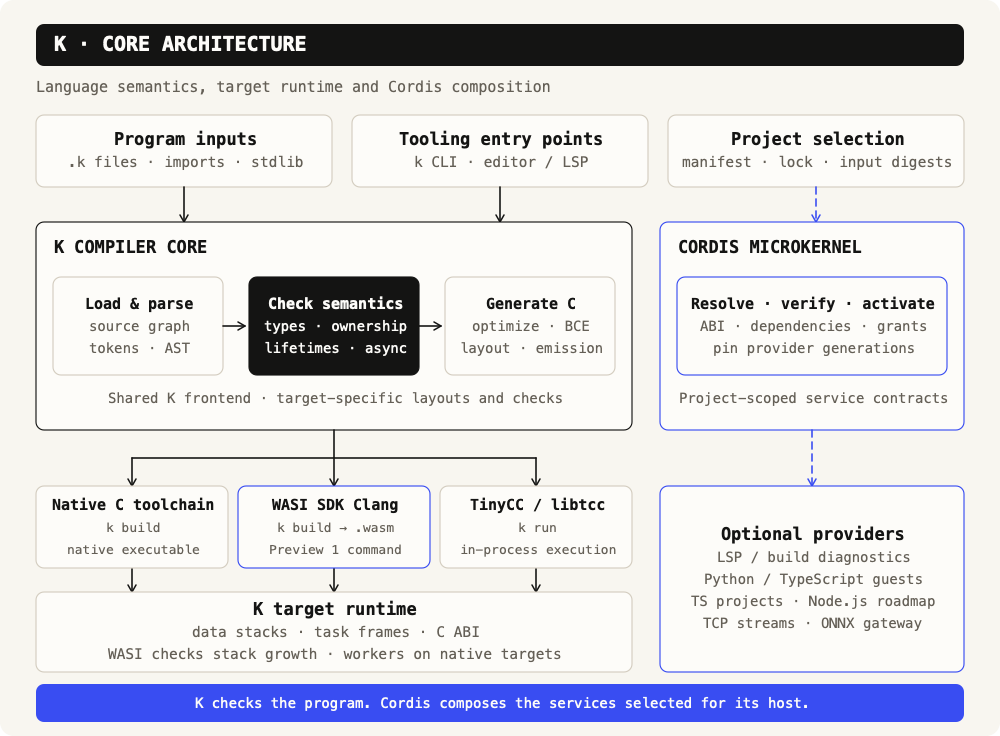 K · CORE ARCHITECTURE
Language semantics, target runtime and Cordis composition
Program inputs
.k files · imports · stdlib
Tooling entry points
k CLI · editor / LSP
Project selection
manifest · lock · input digests
K COMPILER CORE
Load & parse
source graph
tokens · AST
Check semantics
types · ownership
lifetimes · async
Generate C
optimize · BCE
layout · emission
Shared K frontend · target-specific layouts and checks
CORDIS MICROKERNEL
Resolve · verify · activate
ABI · dependencies · grants
pin provider generations
Project-scoped service contracts
Native C toolchain
k build
native executable
WASI SDK Clang
k build → .wasm
Preview 1 command
TinyCC / libtcc
k run
in-process execution
K target runtime
data stacks · task frames · C ABI
WASI checks stack growth · workers on native targets
Optional providers
LSP / build diagnostics
Python / TypeScript guests
TS projects · Node.js roadmap
TCP streams · ONNX gateway
K checks the program. Cordis composes the services selected for its host.